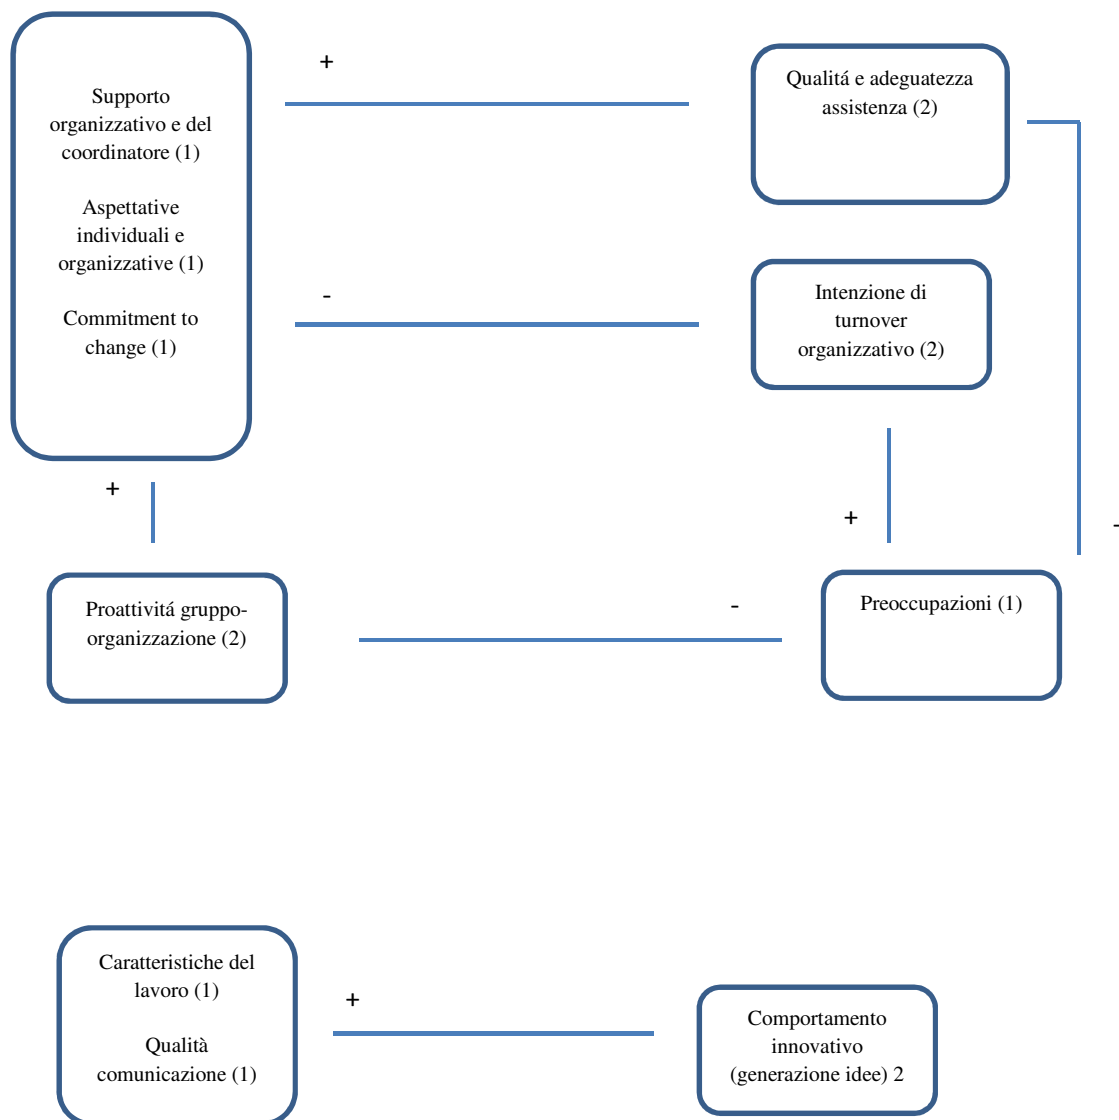 Supporto
organizzativo e del
coordinatore (1)
Aspettative
individuali e
organizzative (1)
Commitment to
change (1)
+
Qualitá e adeguatezza
assistenza (2)
-
Intenzione di
turnover
organizzativo (2)
+
+
-
Proattivitá gruppo-
organizzazione (2)
-
Preoccupazioni (1)
Caratteristiche del
lavoro (1)
Qualità
comunicazione (1)
+
Comportamento
innovativo
(generazione idee) 2